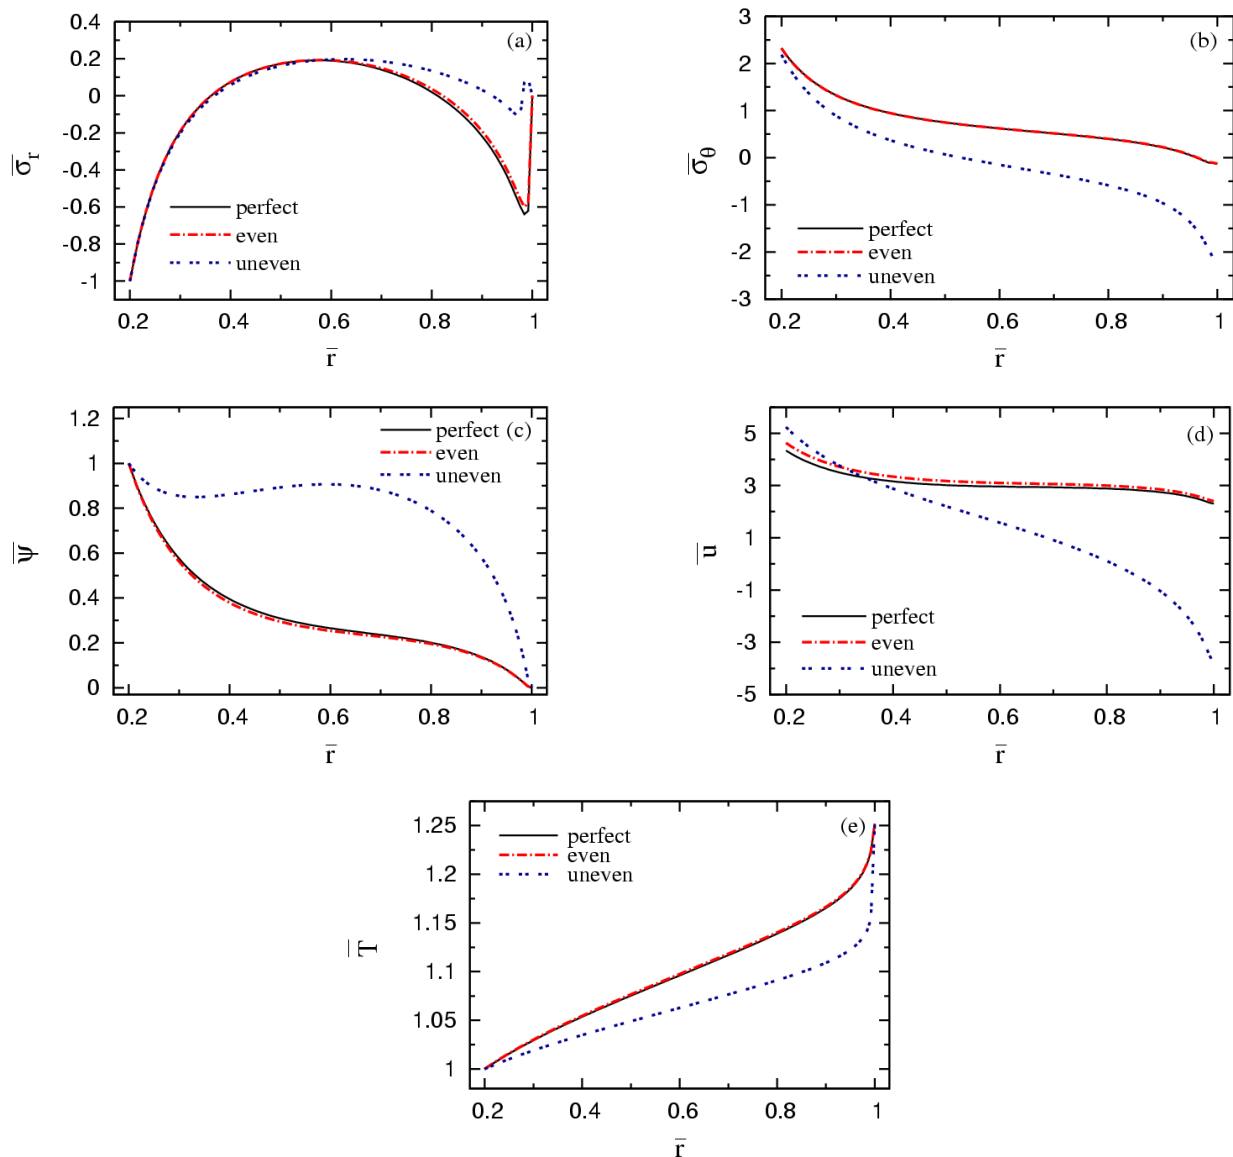 0.4
0.2
0
-0.2
-0.4
-0.6
-0.8
-1
0.2
0.4
0.6
0.8
1
(a)
σ̅r
r̅
perfect
even
uneven
3
2
1
0
-1
-2
-3
0.2
0.4
0.6
0.8
1
(b)
σ̅θ
r̅
perfect
even
uneven
1.2
1
0.8
0.6
0.4
0.2
0
0.2
0.4
0.6
0.8
1
perfect (c)
even
uneven
ψ̅
r̅
5
3
1
-1
-3
-5
0.2
0.4
0.6
0.8
1
(d)
u̅
r̅
perfect
even
uneven
1.25
1.2
1.15
1.1
1.05
1
0.2
0.4
0.6
0.8
1
(e)
T̅
r̅
perfect
even
uneven